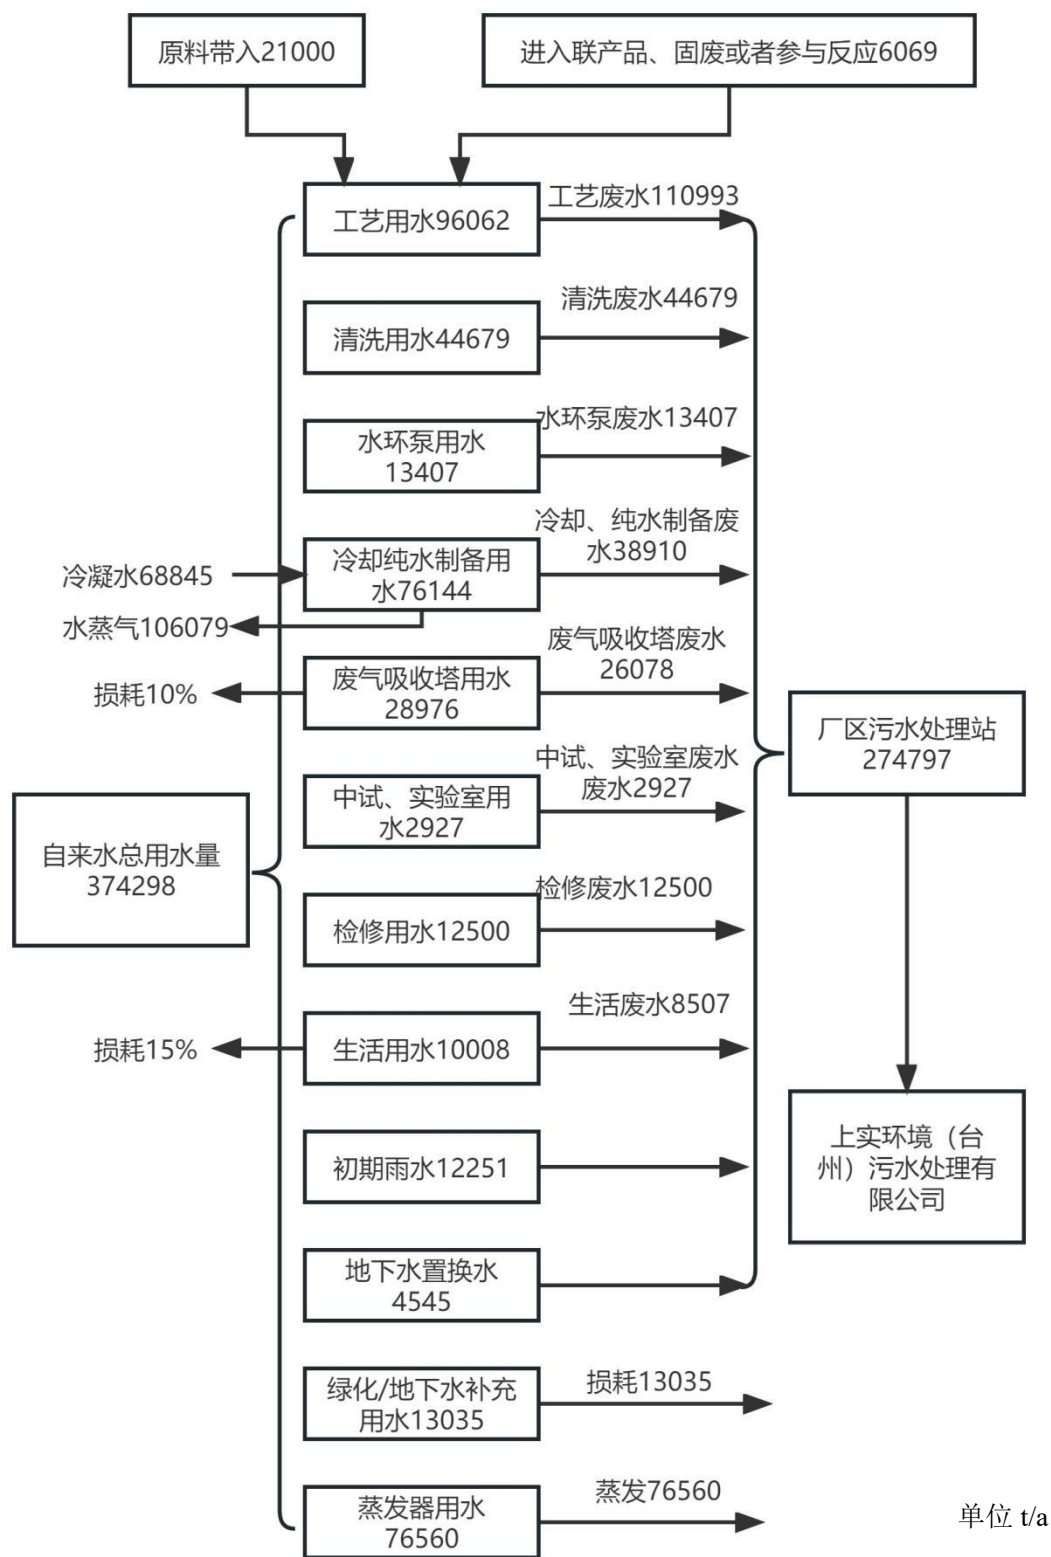 原料带入21000
进入联产品、固废或者参与反应6069
工艺用水96062
工艺废水110993
清洗用水44679
清洗废水44679
水环泵用水
13407
水环泵废水13407
冷凝水68845
水蒸气106079
冷却纯水制备用
水76144
冷却、纯水制备废
水38910
损耗10%
废气吸收塔用水
28976
废气吸收塔废水
26078
中试、实验室用
水2927
中试、实验室废水
废水2927
自来水总用水量
374298
检修用水12500
检修废水12500
损耗15%
生活用水10008
生活废水8507
初期雨水12251
地下水置换水
4545
绿化/地下水补充
用水13035
损耗13035
蒸发器用水
76560
蒸发76560
厂区污水处理站
274797
上实环境（台
州）污水处理有
限公司
单位 t/a